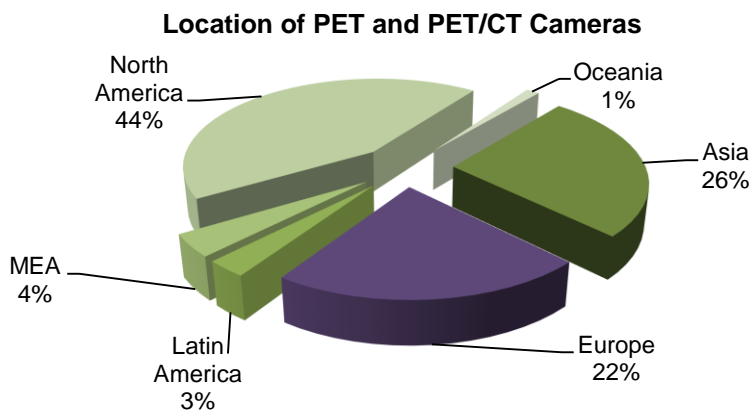 Location of PET and PET/CT Cameras
North
America
44%
Oceania
1%
Asia
26%
MEA
4%
Latin
America
3%
Europe
22%